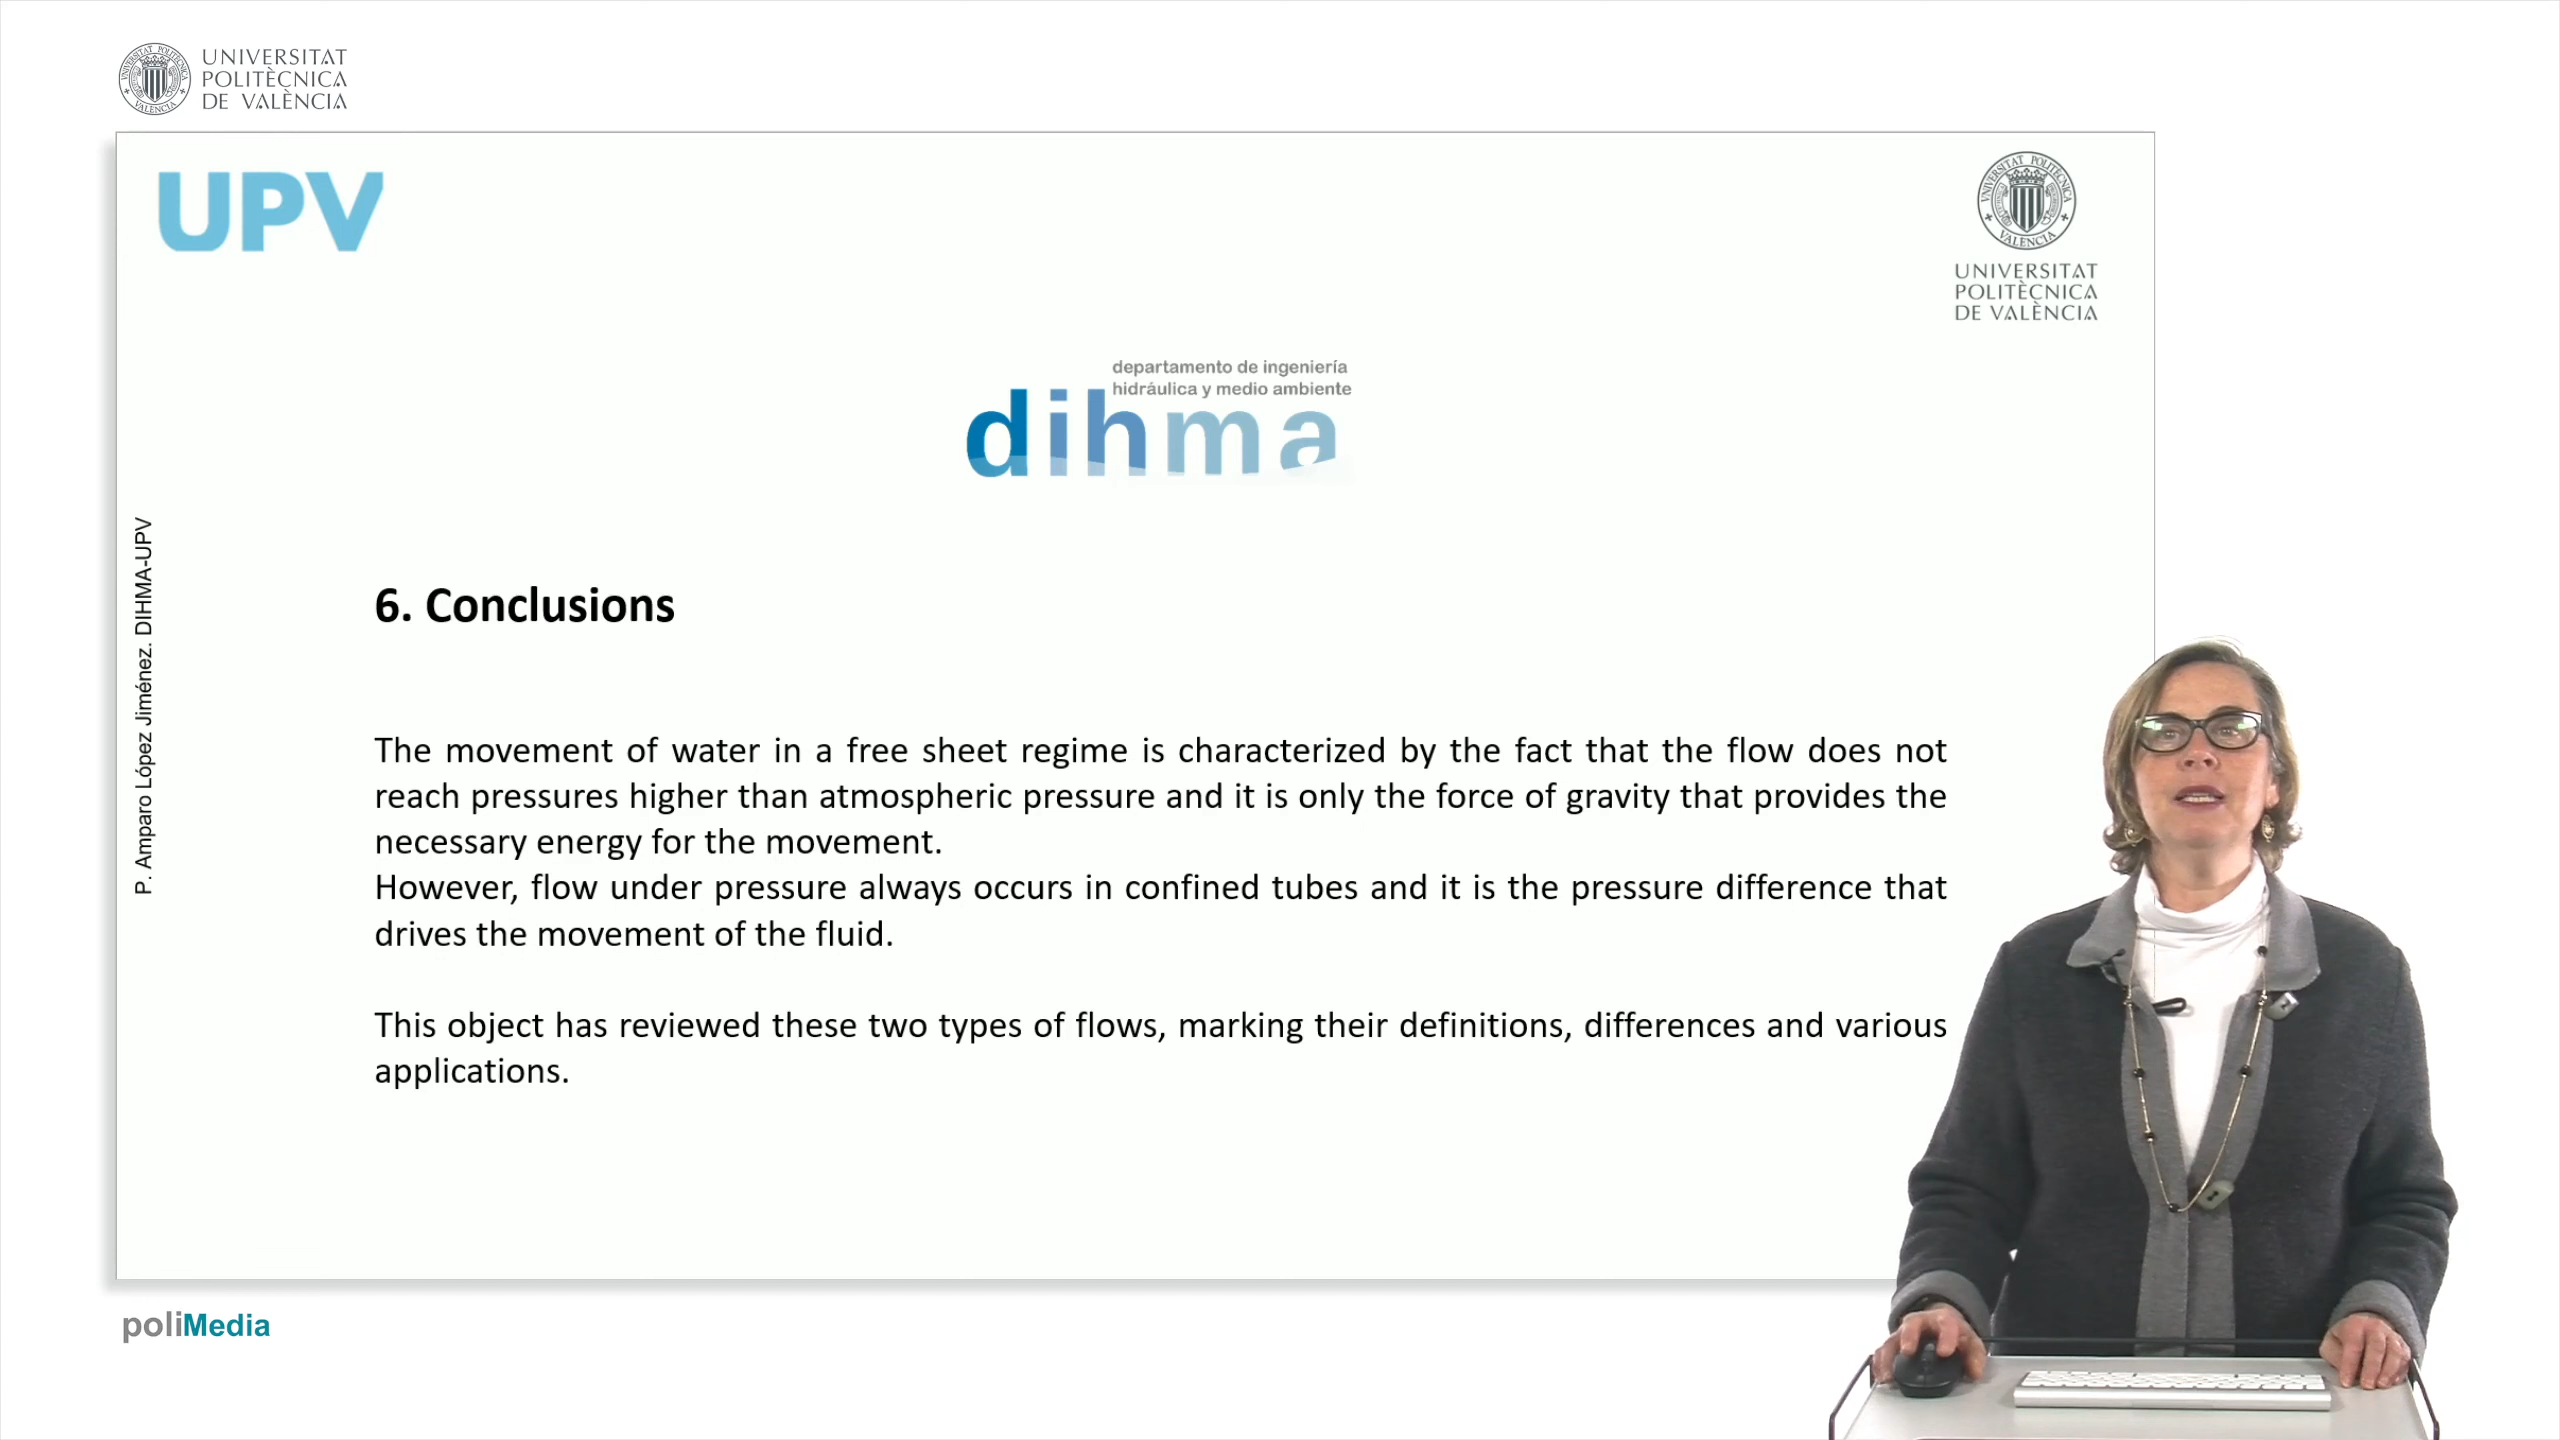 UNIVERSITAT
POLITÈCNICA
DE VALÈNCIA
UPV
UNIVERSITAT
POLITÈCNICA
DE VALÈNCIA
departamento de ingeniería
hidráulica y medio ambiente
dihma
P. Amparo López Jiménez. DIHMA-UPV
6. Conclusions
The movement of water in a free sheet regime is characterized by the fact that the flow does not
reach pressures higher than atmospheric pressure and it is only the force of gravity that provides the
necessary energy for the movement.
However, flow under pressure always occurs in confined tubes and it is the pressure difference that
drives the movement of the fluid.
This object has reviewed these two types of flows, marking their definitions, differences and various
applications.
poliMedia